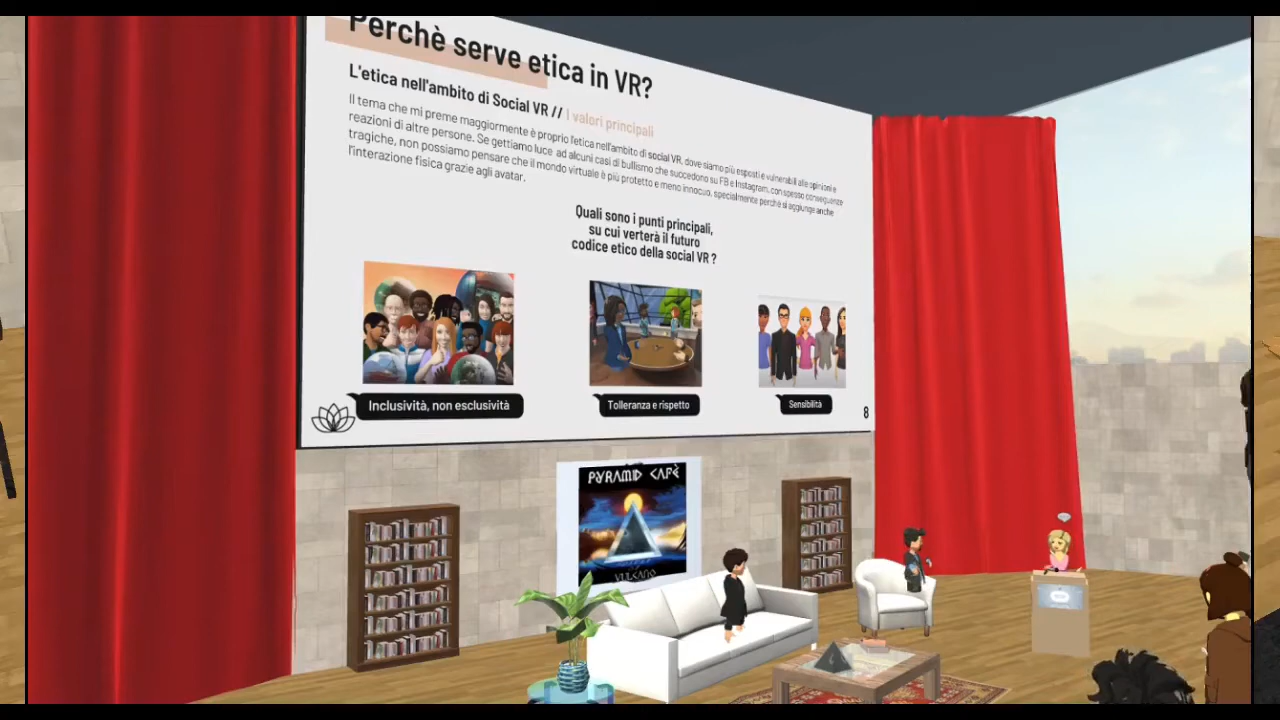 Perchè serve etica in VR?
L'etica nell'ambito di Social VR // I valori principali
Il tema che mi preme maggiormente è proprio l'etica nell'ambito di social VR, dove siamo più esposti e vulnerabili alle opinioni e
reazioni di altre persone. Se gettiamo luce ad alcuni casi di bullismo che succedono su FB e Instagram, con spesso conseguenze
tragiche, non possiamo pensare che il mondo virtuale è più protetto e meno innocuo, specialmente perché si aggiunge anche
l'interazione fisica grazie agli avatar.
Quali sono i punti principali,
su cui verterà il futuro
codice etico della social VR ?
Inclusività, non esclusività
Tolleranza e rispetto
Sensibilità
8
PYRAMID CAFÈ
VULCANO